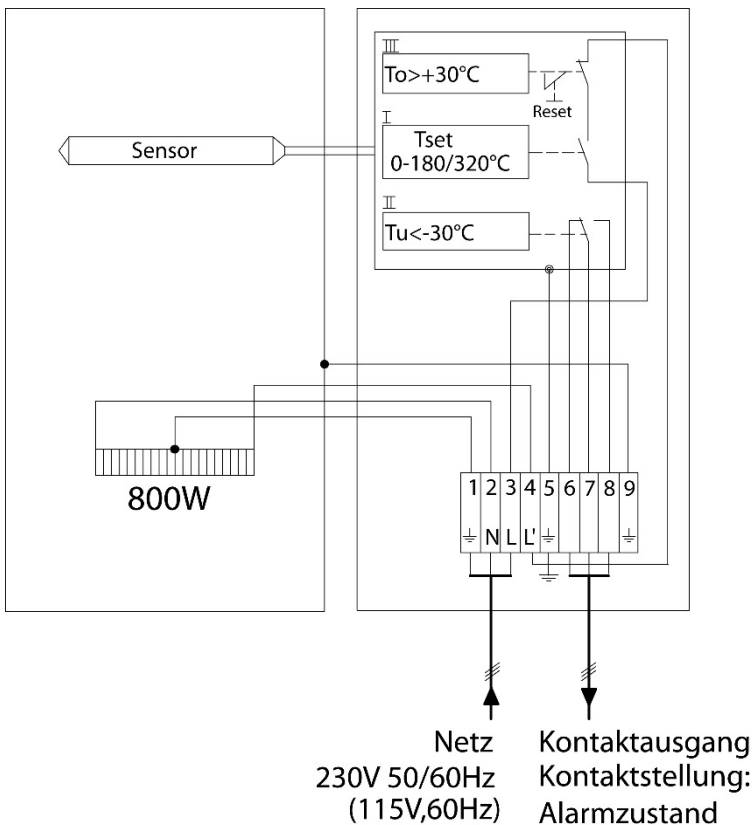 III
To>+30°C
Reset
I
Tset
0-180/320°C
Sensor
II
Tu<-30°C
800W
1 2 3 4 5 6 7 8 9
N L L'
Netz
230V 50/60Hz
(115V,60Hz)
Kontaktausgang
Kontaktstellung:
Alarmzustand